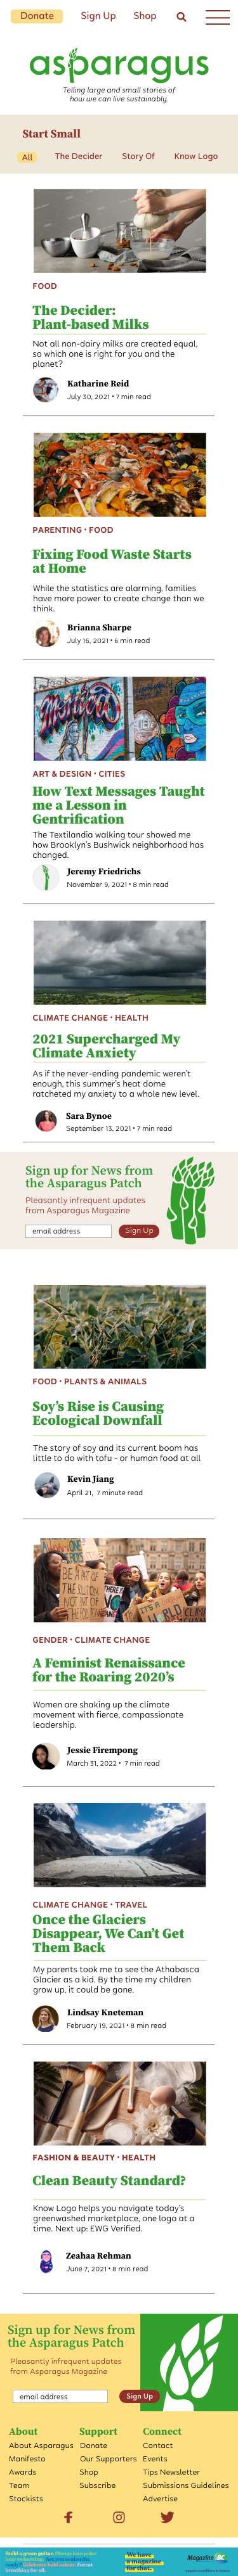 Donate Sign Up Shop
asparagus
Telling large and small stories of
how we can live sustainably.
Start Small
All The Decider Story Of Know Logo
FOOD
The Decider:
Plant-based Milks
Not all non-dairy milks are created equal,
so which one is right for you and the
planet?
Katharine Reid
July 30, 2021 • 7 min read
PARENTING • FOOD
Fixing Food Waste Starts
at Home
While the statistics are alarming, families
have more power to create change than we
think.
Brianna Sharpe
July 16, 2021 • 6 min read
ART & DESIGN • CITIES
How Text Messages Taught
me a Lesson in
Gentrification
The Textilandia walking tour showed me
how Brooklyn's Bushwick neighborhood has
changed.
Jeremy Friedrichs
November 9, 2021 • 8 min read
CLIMATE CHANGE • HEALTH
2021 Supercharged My
Climate Anxiety
As if the never-ending pandemic weren't
enough, this summer's heat dome
ratcheted my anxiety to a whole new level.
Sara Bynoe
September 13, 2021 • 7 min read
Sign up for News from
the Asparagus Patch
Pleasantly infrequent updates
from Asparagus Magazine
email address Sign Up
FOOD • PLANTS & ANIMALS
Soy's Rise is Causing
Ecological Downfall
The story of soy and its current boom has
little to do with tofu - or human food at all
Kevin Jiang
April 21, 7 minute read
GENDER • CLIMATE CHANGE
A Feminist Renaissance
for the Roaring 2020's
Women are shaking up the climate
movement with fierce, compassionate
leadership.
Jessie Firempong
March 31, 2022 • 7 min read
CLIMATE CHANGE • TRAVEL
Once the Glaciers
Disappear, We Can't Get
Them Back
My parents took me to see the Athabasca
Glacier as a kid. By the time my children
grow up, it could be gone.
Lindsay Kneteman
February 19, 2021 • 8 min read
FASHION & BEAUTY • HEALTH
Clean Beauty Standard?
Know Logo helps you navigate today's
greenwashed marketplace, one logo at a
time. Next up: EWG Verified.
Zeahaa Rehman
June 7, 2021 • 8 min read
Sign up for News from
the Asparagus Patch
Pleasantly infrequent updates
from Asparagus Magazine
email address Sign Up
About Support Connect
About Asparagus Donate Contact
Manifesto Our Supporters Events
Awards Shop Tips Newsletter
Team Subscribe Submissions Guidelines
Stockists Advertise
We have
a magazine
for that.
Magazine BC